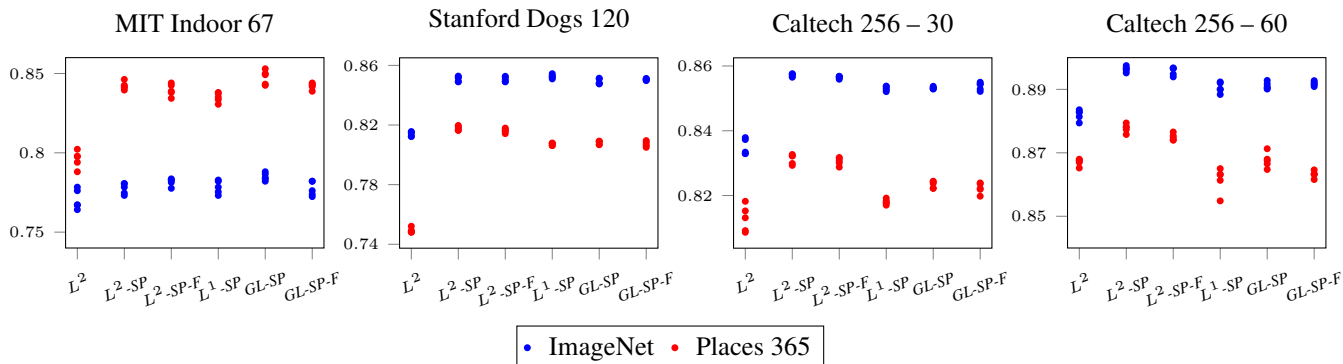 MIT Indoor 67
Stanford Dogs 120
Caltech 256 – 30
Caltech 256 – 60
0.85
0.8
0.75
L² L²-SP L²-SP-F L¹-SP GL-SP GL-SP-F
0.86
0.82
0.78
0.74
L² L²-SP L²-SP-F L¹-SP GL-SP GL-SP-F
0.86
0.84
0.82
L² L²-SP L²-SP-F L¹-SP GL-SP GL-SP-F
0.89
0.87
0.85
L² L²-SP L²-SP-F L¹-SP GL-SP GL-SP-F
ImageNet Places 365